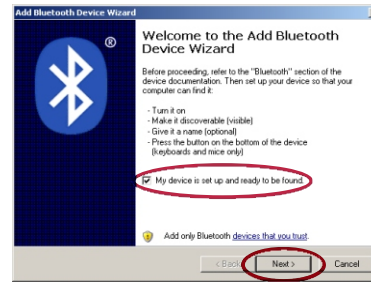 Add Bluetooth Device Wizard
®
Welcome to the Add Bluetooth
Device Wizard
Before proceeding, refer to the "Bluetooth" section of the
device documentation. Then set up your device so that your
computer can find it:
- Turn it on
- Make it discoverable (visible)
- Give it a name (optional)
- Press the button on the bottom of the device
(keyboards and mice only)
My device is set up and ready to be found.
Add only Bluetooth devices that you trust.
< Back
Next >
Cancel